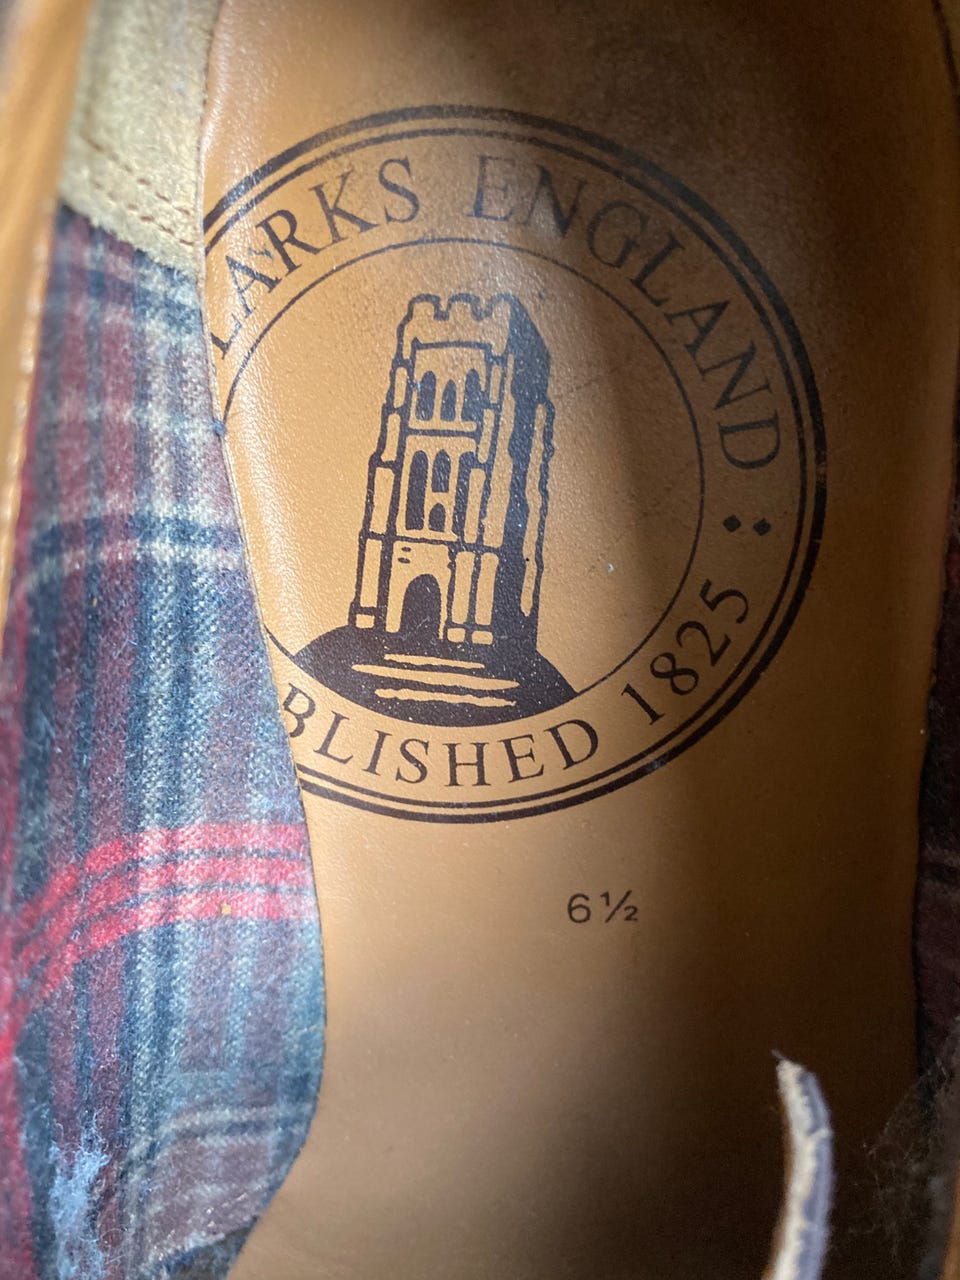 LARKS ENGLAND :
BLISHED 1825
6½